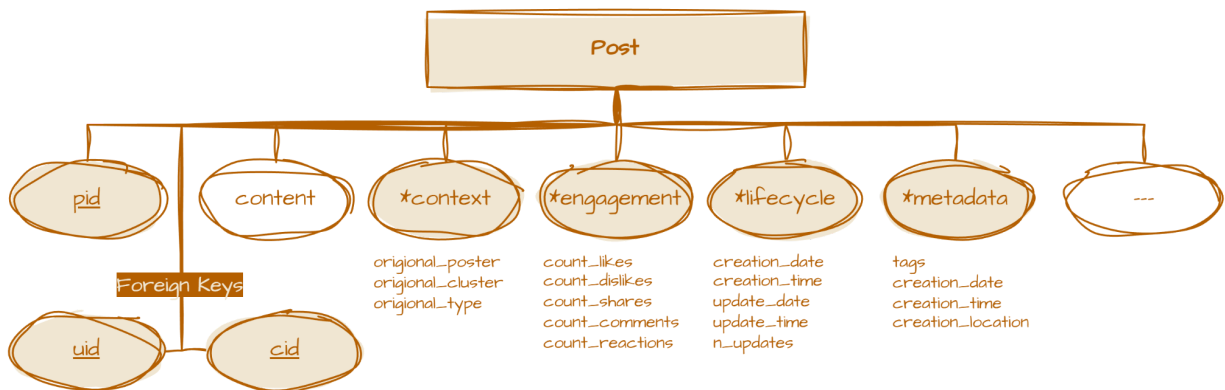 Post
pid
content
*context
*engagement
*lifecycle
*metadata
---
origional_poster
origional_cluster
origional_type
count_likes
count_dislikes
count_shares
count_comments
count_reactions
creation_date
creation_time
update_date
update_time
n_updates
tags
creation_date
creation_time
creation_location
Foreign Keys
uid
cid